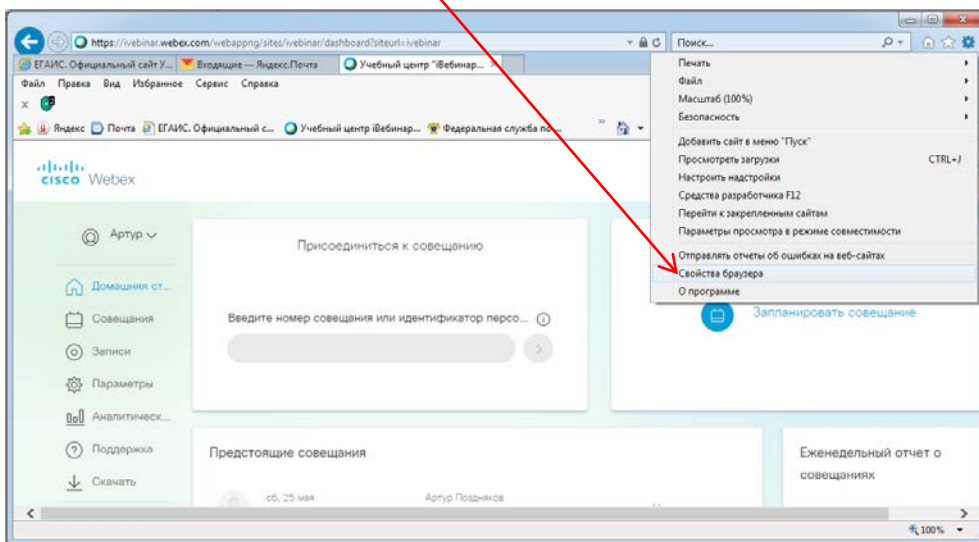 https://ivebinar.webex.com/webappng/sites/ivebinar/dashboard?siteurl=ivebinar
Поиск...
ЕГАИС. Официальный сайт У...
Входящие — Яндекс.Почта
Учебный центр "iВебинар...
Файл Правка Вид Избранное Сервис Справка
x
Яндекс Почта ЕГАИС. Официальный с... Учебный центр iВебинар... Федеральная служба по ...
Печать
Файл
Масштаб (100%)
Безопасность
Добавить сайт в меню "Пуск"
Просмотреть загрузки CTRL+J
Настроить надстройки
Средства разработчика F12
Перейти к закрепленным сайтам
Параметры просмотра в режиме совместимости
Отправлять отчеты об ошибках на веб-сайтах
Свойства браузера
О программе
cisco Webex
Артур
Домашняя ст...
Совещания
Записи
Параметры
Аналитическ...
Поддержка
Скачать
Присоединиться к совещанию
Введите номер совещания или идентификатор персо...
Запланировать совещание
Предстоящие совещания
сб, 25 мая
Артур Поздняков
Еженедельный отчет о
совещаниях
100%